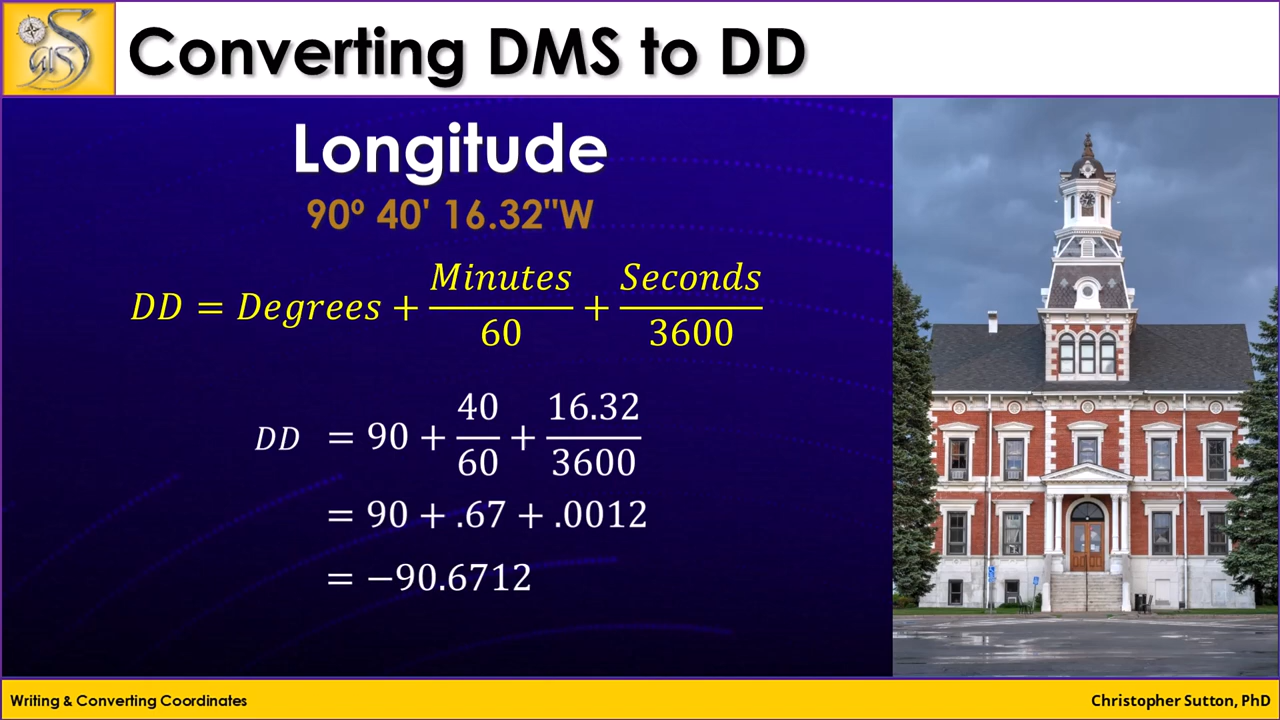 GIS
Converting DMS to DD
Longitude
90º 40' 16.32"W
DD = Degrees + Minutes/60 + Seconds/3600
DD = 90 + 40/60 + 16.32/3600
= 90 + .67 + .0012
= −90.6712
Writing & Converting Coordinates
Christopher Sutton, PhD